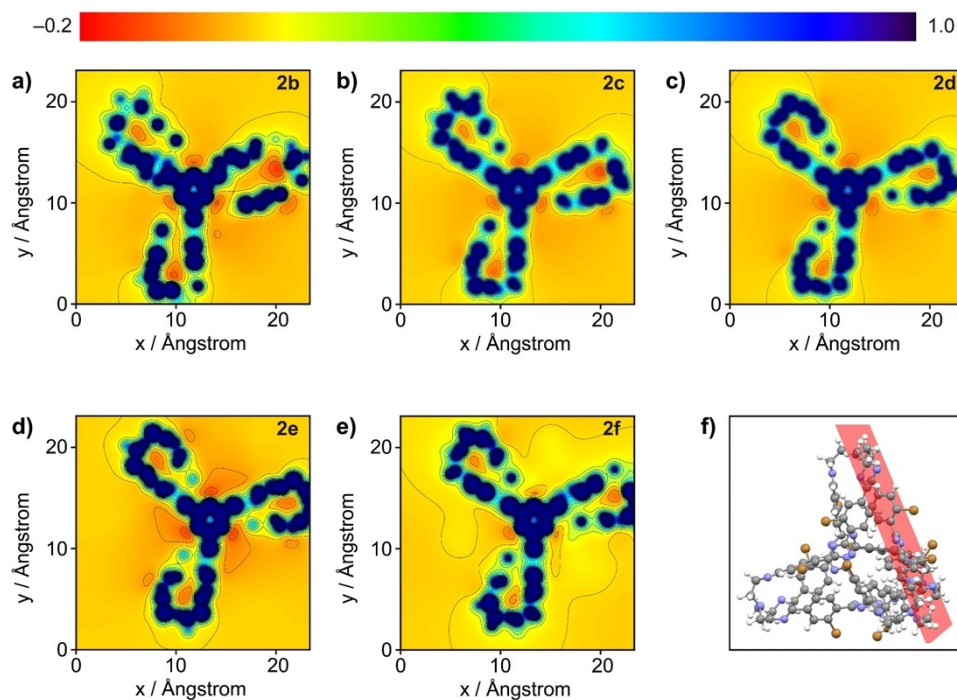 –0.2 1.0
a) 2b b) 2c c) 2d
20 20 20
y / Ångstrom y / Ångstrom y / Ångstrom
10 10 10
0 0 0
0 10 20 0 10 20 0 10 20
x / Ångstrom x / Ångstrom x / Ångstrom
d) 2e e) 2f f)
20 20
y / Ångstrom y / Ångstrom
10 10
0 0
0 10 20 0 10 20
x / Ångstrom x / Ångstrom